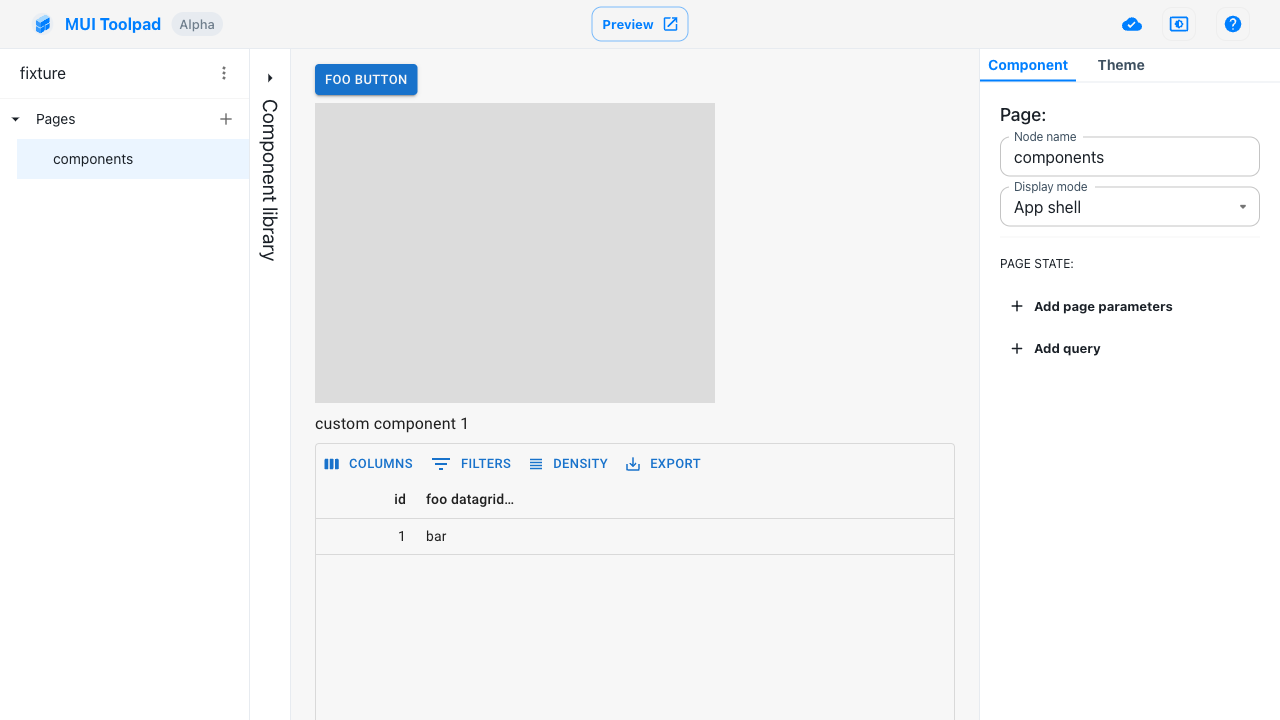 MUI Toolpad Alpha
Preview
fixture
Pages
components
Component library
FOO BUTTON
custom component 1
COLUMNS FILTERS DENSITY EXPORT
id foo datagrid…
1 bar
Component Theme
Page:
Node name
components
Display mode
App shell
PAGE STATE:
Add page parameters
Add query